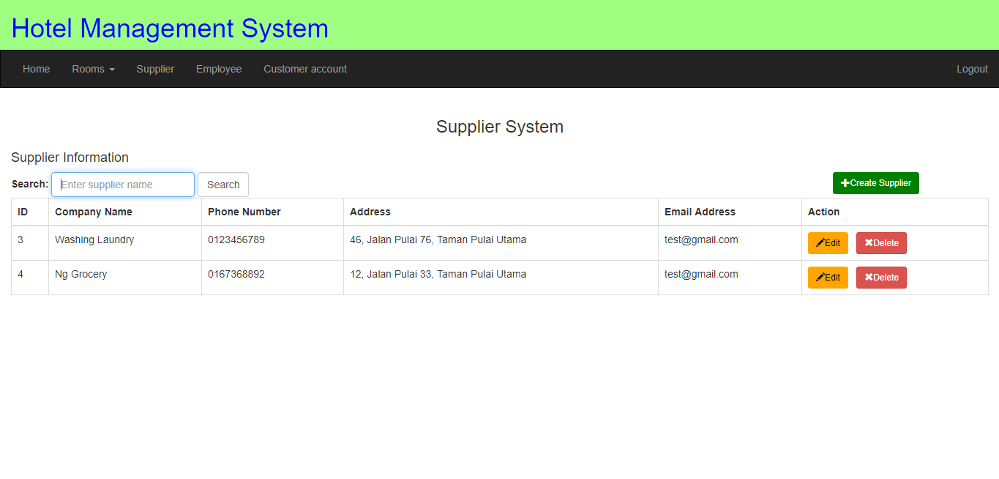 Hotel Management System
Home Rooms Supplier Employee Customer account Logout
Supplier System
Supplier Information
Search: Enter supplier name Search Create Supplier
ID Company Name Phone Number Address Email Address Action
3 Washing Laundry 0123456789 46, Jalan Pulai 76, Taman Pulai Utama test@gmail.com Edit Delete
4 Ng Grocery 0167368892 12, Jalan Pulai 33, Taman Pulai Utama test@gmail.com Edit Delete